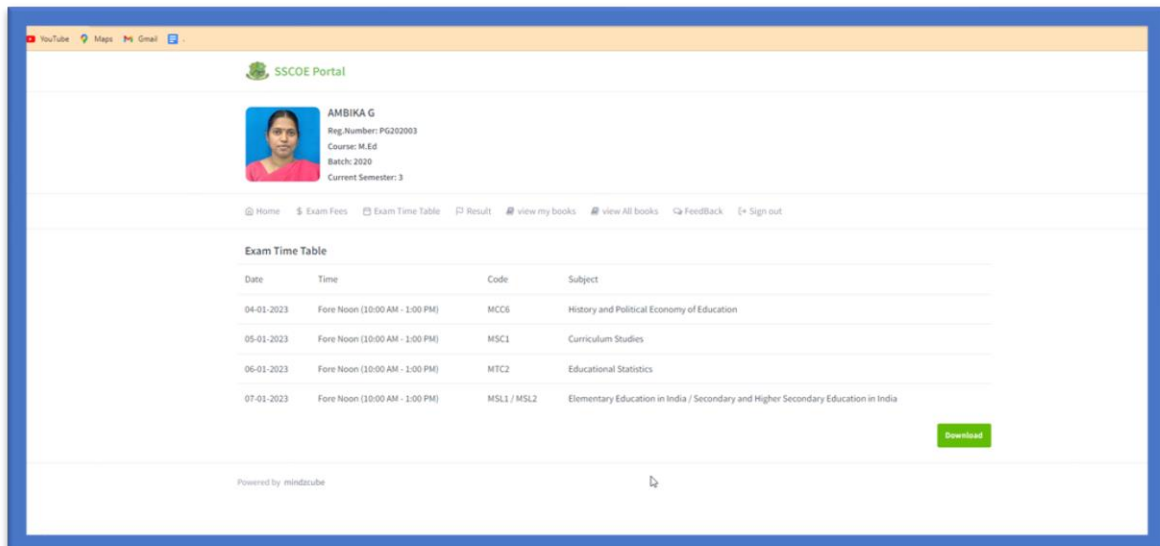 YouTube Maps Gmail .
SSCOE Portal
AMBIKA G
Reg.Number: PG202003
Course: M.Ed
Batch: 2020
Current Semester: 3
Home $ Exam Fees Exam Time Table Result view my books view All books FeedBack Sign out
Exam Time Table
Date Time Code Subject
04-01-2023 Fore Noon (10:00 AM - 1:00 PM) MCC6 History and Political Economy of Education
05-01-2023 Fore Noon (10:00 AM - 1:00 PM) MSC1 Curriculum Studies
06-01-2023 Fore Noon (10:00 AM - 1:00 PM) MTC2 Educational Statistics
07-01-2023 Fore Noon (10:00 AM - 1:00 PM) MSL1 / MSL2 Elementary Education in India / Secondary and Higher Secondary Education in India
Download
Powered by mindzcube